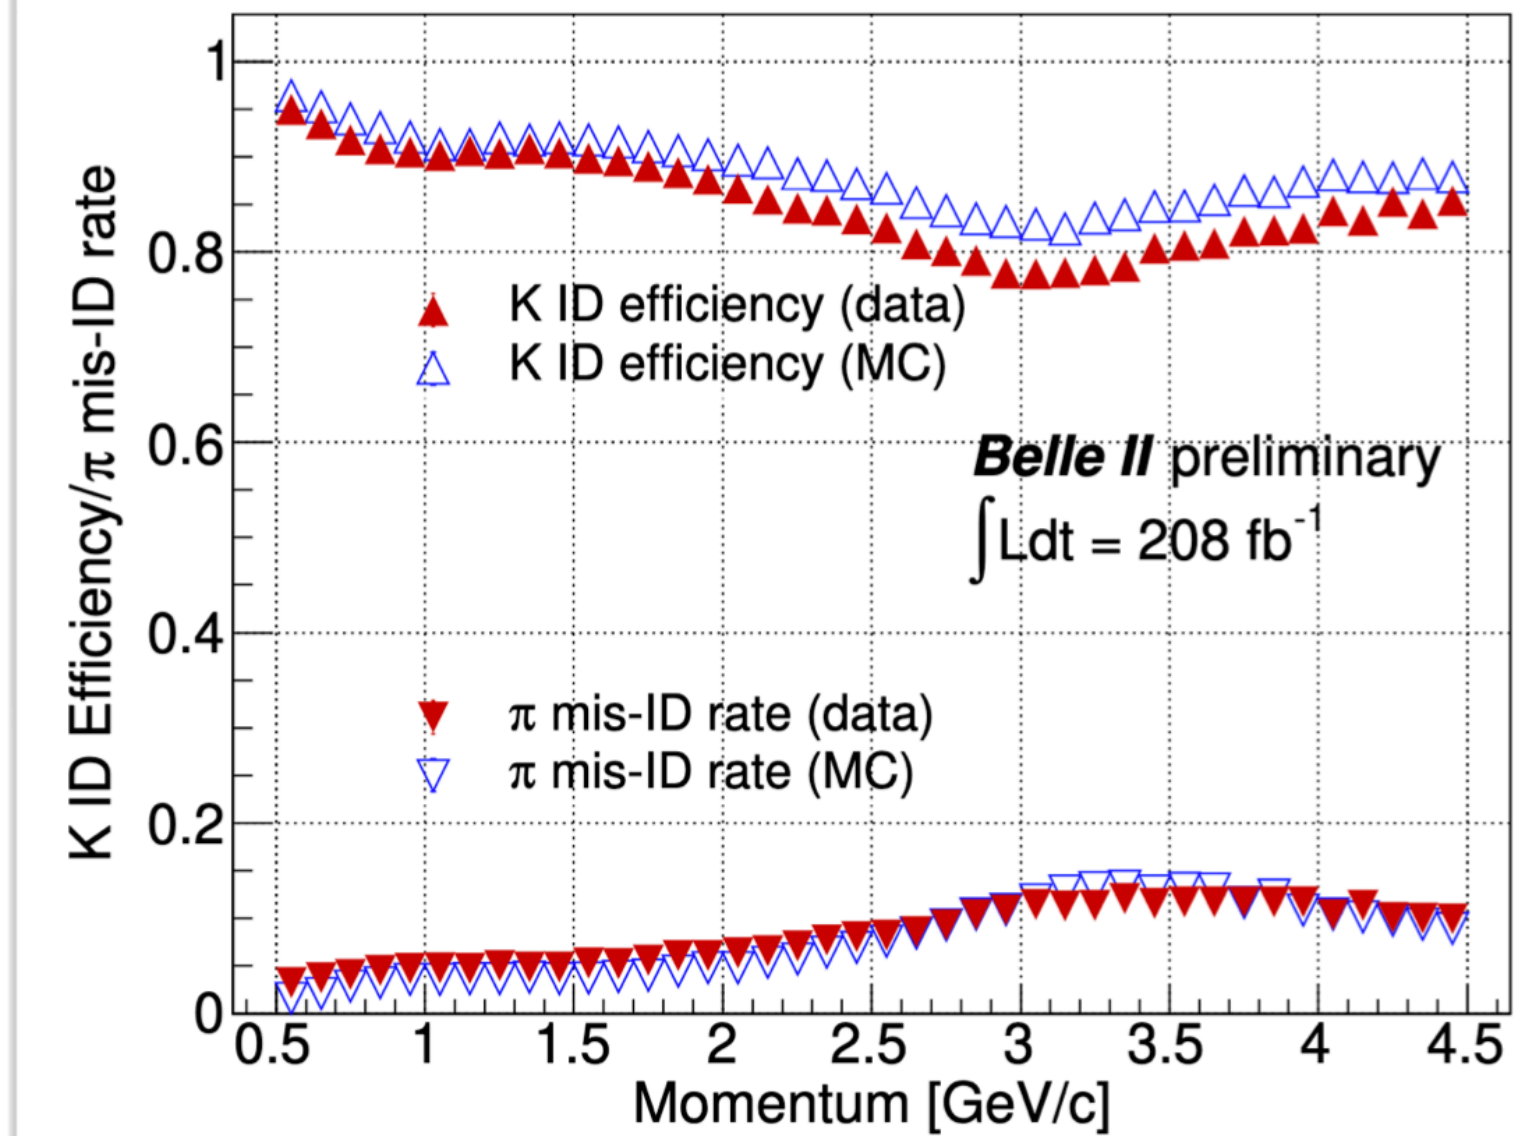 K ID Efficiency/π mis-ID rate
1
0.8
0.6
0.4
0.2
0
K ID efficiency (data)
K ID efficiency (MC)
Belle II preliminary
∫Ldt = 208 fb⁻¹
π mis-ID rate (data)
π mis-ID rate (MC)
0.5 1 1.5 2 2.5 3 3.5 4 4.5
Momentum [GeV/c]